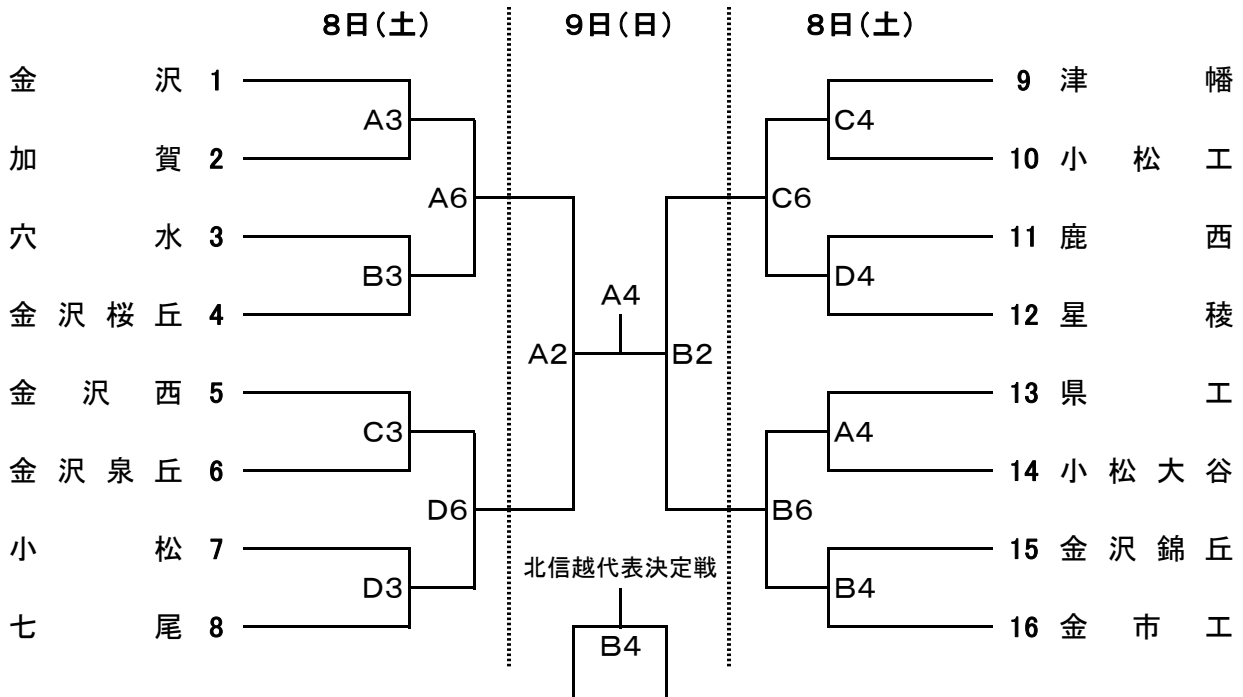 8日(土) 9日(日) 8日(土)
金沢 1 9 津幡
A3 C4
加賀 2 10 小松工
A6 C6
穴水 3 11 鹿西
B3 D4
A4
金沢桜丘 4 12 星稜
A2 B2
金沢西 5 13 県工
C3 A4
金沢泉丘 6 14 小松大谷
D6 B6
小松 7 15 金沢錦丘
北信越代表決定戦
D3 B4
七尾 8 16 金市工
B4